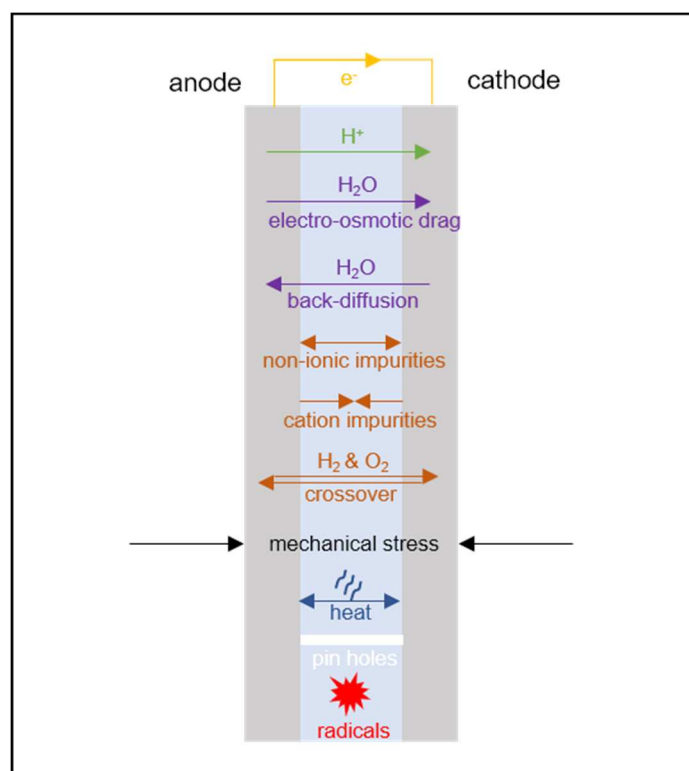 e⁻
anode
cathode
H⁺
H₂O
electro-osmotic drag
H₂O
back-diffusion
non-ionic impurities
cation impurities
H₂ & O₂
crossover
mechanical stress
heat
pin holes
radicals